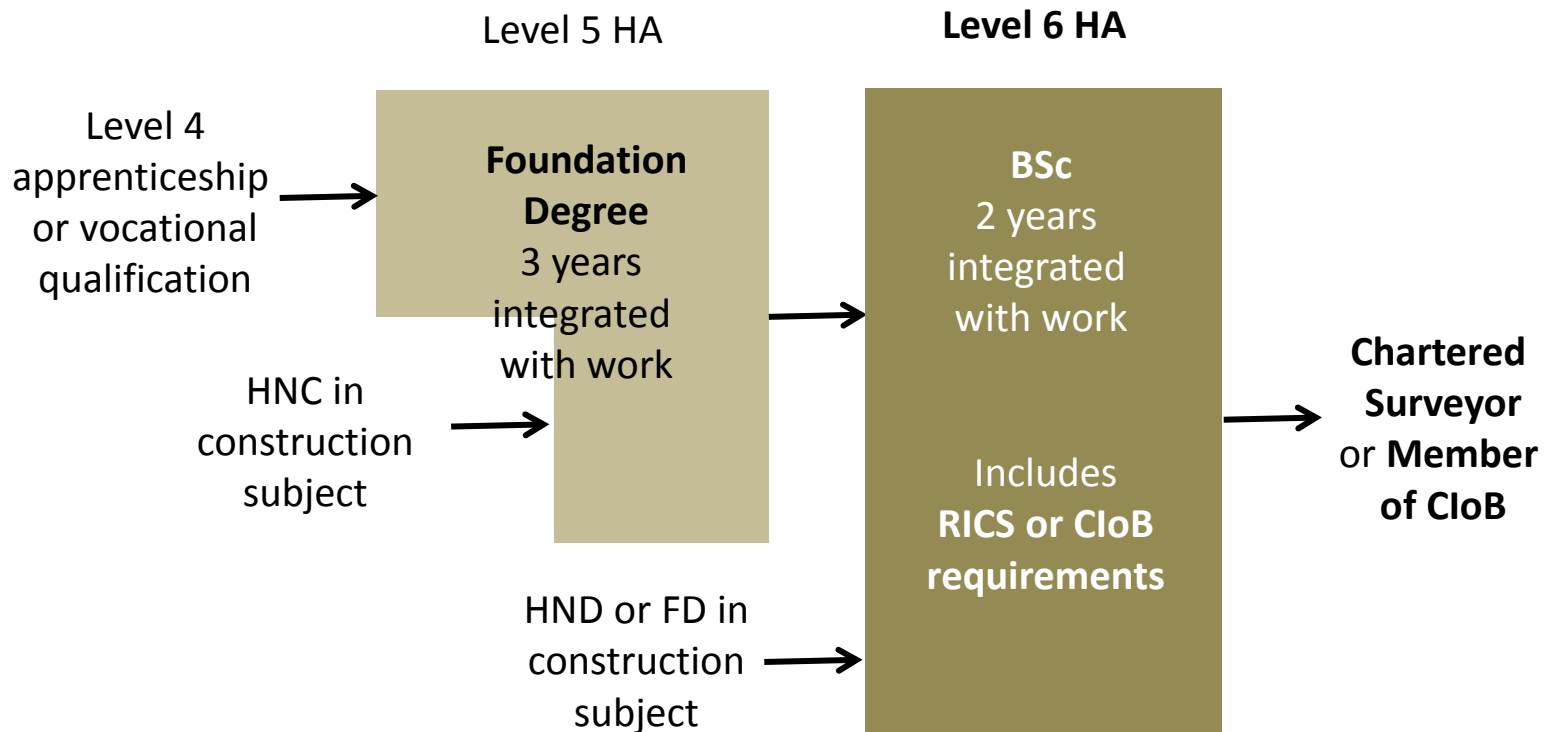 Level 5 HA
Level 6 HA
Level 4
apprenticeship
or vocational
qualification
Foundation
Degree
3 years
integrated
with work
HNC in
construction
subject
HND or FD in
construction
subject
BSc
2 years
integrated
with work
Includes
RICS or CIoB
requirements
Chartered
Surveyor
or Member
of CIoB